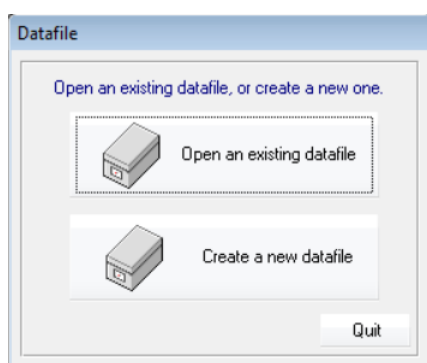 Datafile
Open an existing datafile, or create a new one.
Open an existing datafile
Create a new datafile
Quit